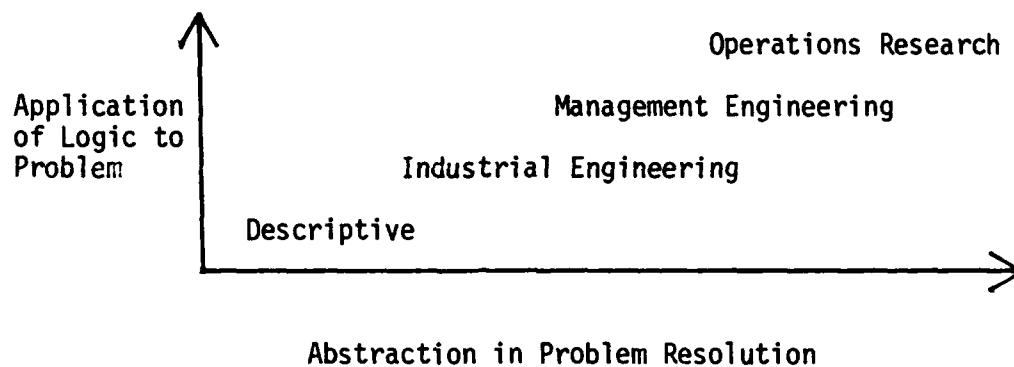 Operations Research
Application
of Logic to
Problem
Management Engineering
Industrial Engineering
Descriptive
Abstraction in Problem Resolution